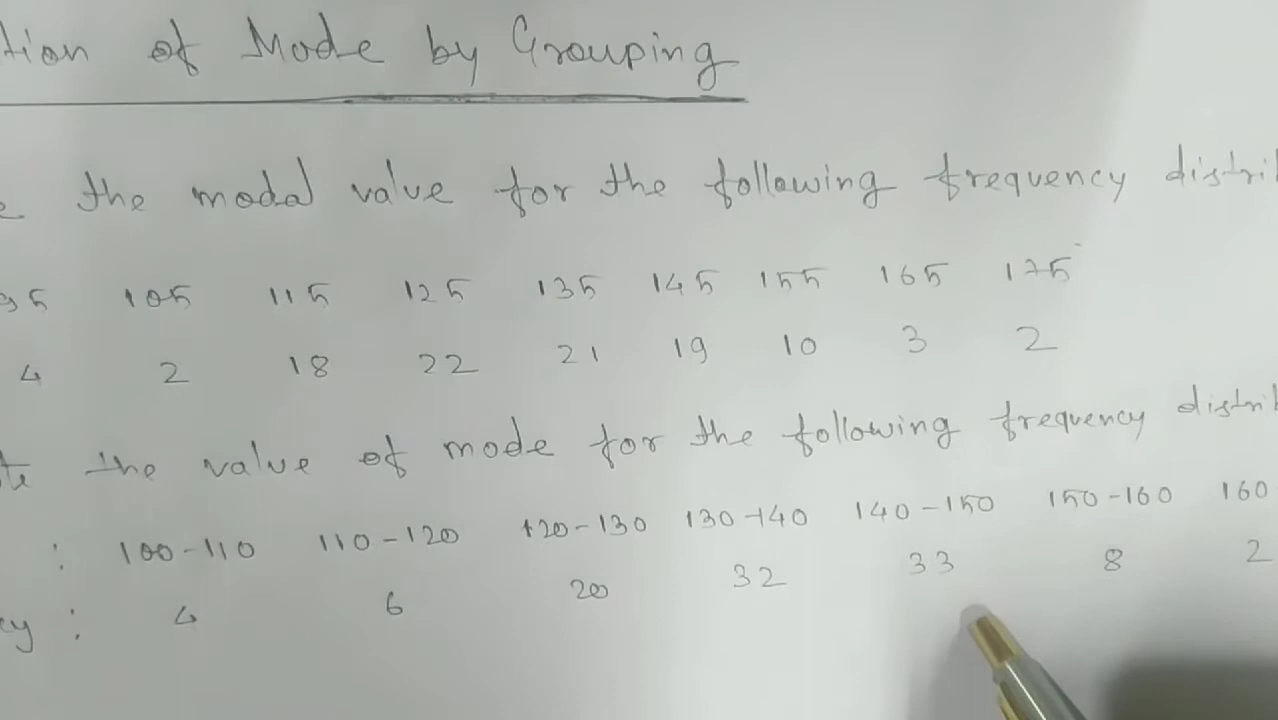 tion of Mode by Grouping
e the modal value for the following frequency distri
95 105 115 125 135 145 155 165 175
4 2 18 22 21 19 10 3 2
te the value of mode for the following frequency distri
: 100-110 110-120 120-130 130-140 140-150 150-160 160
cy : 4 6 20 32 33 8 2